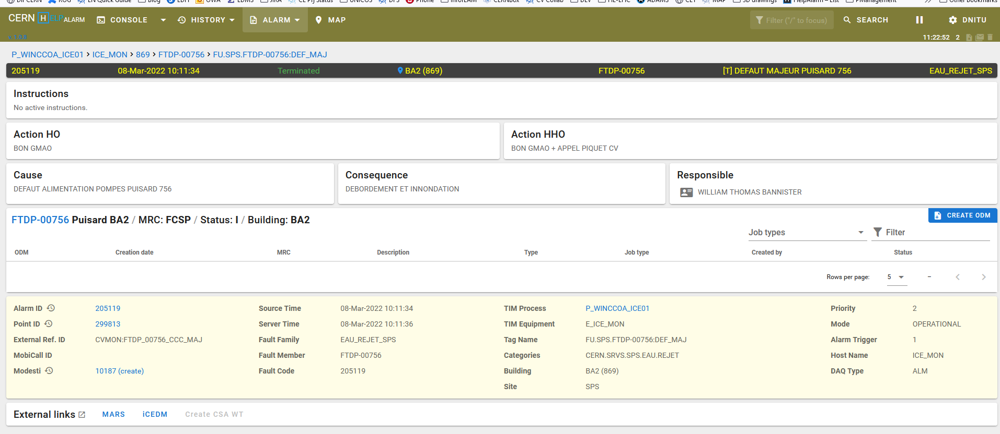 DIT CERN ROG EN Quick Guide Blog EDH OWA EDMS JIRA CE Prj Status UNICOS DFS Phone InforEAM CERNBox CV Collab DEV ADAMS CET MAP 3D drawings HelpAlarm – List PManagement Other Bookmarks
CERN HELP ALARM CONSOLE HISTORY ALARM MAP Filter ("/" to focus) SEARCH DNITU
v. 1.0.8 11:22:52 2
P_WINCCOA_ICE01 > ICE_MON > 869 > FTDP-00756 > FU.SPS.FTDP-00756:DEF_MAJ
205119 08-Mar-2022 10:11:34 Terminated BA2 (869) FTDP-00756 [T] DEFAUT MAJEUR PUISARD 756 EAU_REJET_SPS
Instructions
No active instructions.
Action HO
BON GMAO
Action HHO
BON GMAO + APPEL PIQUET CV
Cause
DEFAUT ALIMENTATION POMPES PUISARD 756
Consequence
DEBORDEMENT ET INNONDATION
Responsible
WILLIAM THOMAS BANNISTER
FTDP-00756 Puisard BA2 / MRC: FCSP / Status: I / Building: BA2
CREATE ODM
Job types Filter
ODM Creation date MRC Description Type Job type Created by Status
Rows per page: 5 –
Alarm ID 205119 Source Time 08-Mar-2022 10:11:34 TIM Process P_WINCCOA_ICE01 Priority 2
Point ID 299813 Server Time 08-Mar-2022 10:11:36 TIM Equipment E_ICE_MON Mode OPERATIONAL
External Ref. ID CVMON:FTDP_00756_CCC_MAJ Fault Family EAU_REJET_SPS Tag Name FU.SPS.FTDP-00756:DEF_MAJ Alarm Trigger 1
MobiCall ID Fault Member FTDP-00756 Categories CERN.SRVS.SPS.EAU.REJET Host Name ICE_MON
Modesti 10187 (create) Fault Code 205119 Building BA2 (869) DAQ Type ALM
Site SPS
External links MARS iCEDM Create CSA WT